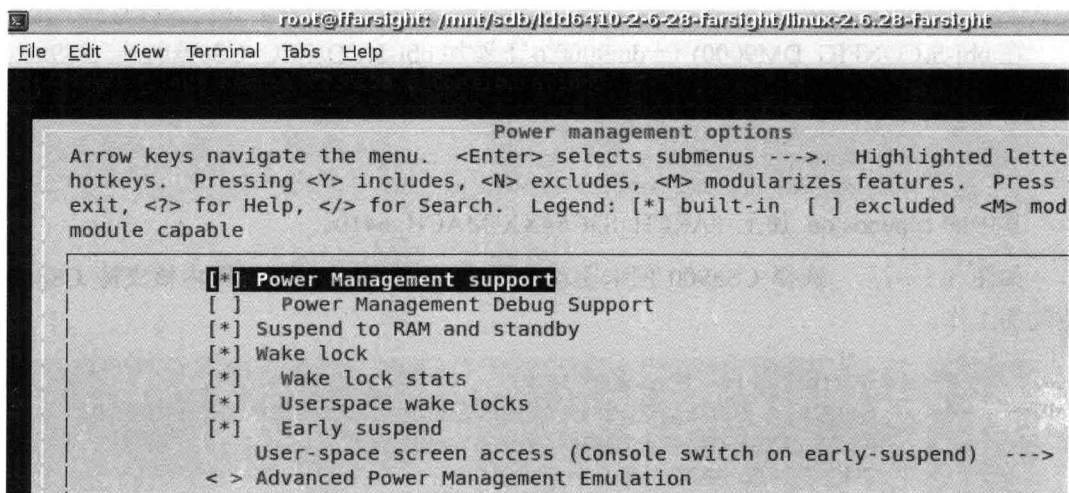 root@ffarsight: /mnt/sdb/ldd6410-2-6-28-farsight/linux-2.6.28-farsight
File Edit View Terminal Tabs Help
Power management options
Arrow keys navigate the menu. <Enter> selects submenus --->. Highlighted lette
hotkeys. Pressing <Y> includes, <N> excludes, <M> modularizes features. Press
exit, <?> for Help, </> for Search. Legend: [*] built-in [ ] excluded <M> mod
module capable
[*] Power Management support
[ ] Power Management Debug Support
[*] Suspend to RAM and standby
[*] Wake lock
[*] Wake lock stats
[*] Userspace wake locks
[*] Early suspend
User-space screen access (Console switch on early-suspend) --->
< > Advanced Power Management Emulation